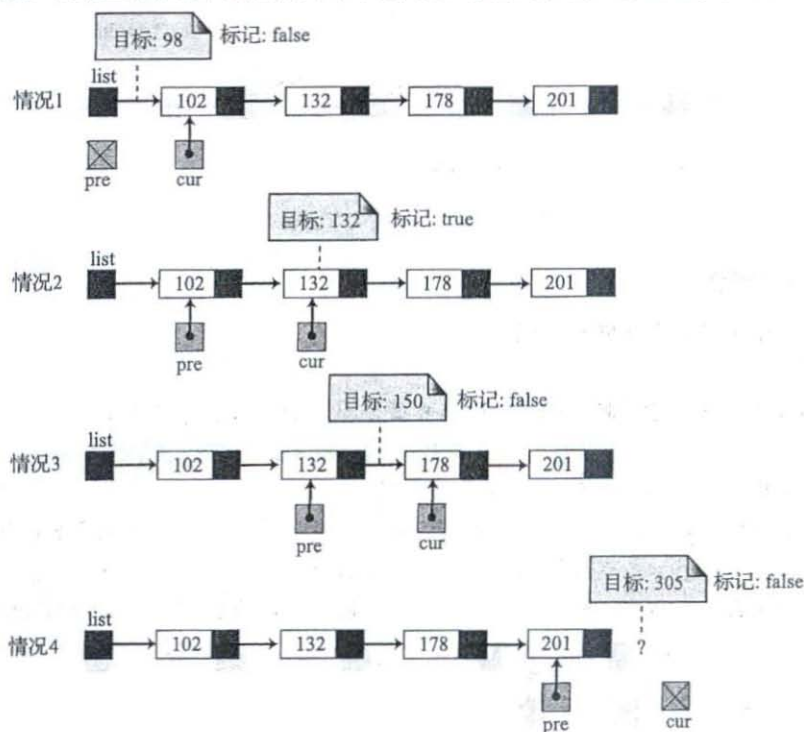 目标: 98 标记: false
list
情况1 102 132 178 201
pre cur
目标: 132 标记: true
list
情况2 102 132 178 201
pre cur
目标: 150 标记: false
list
情况3 102 132 178 201
pre cur
目标: 305 标记: false
list
情况4 102 132 178 201 ?
pre cur